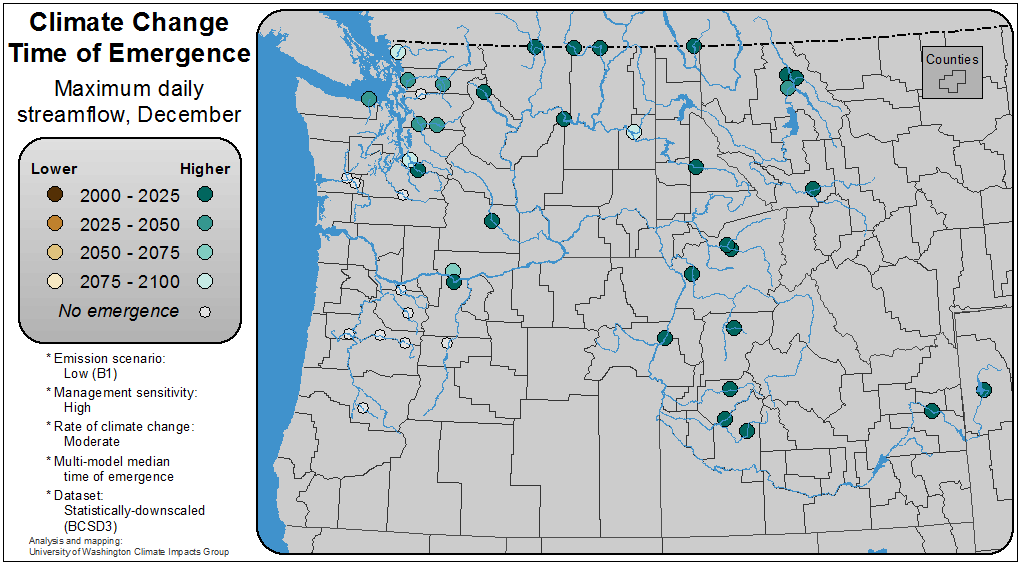 Climate Change
Time of Emergence
Maximum daily
streamflow, December
Lower Higher
2000 - 2025
2025 - 2050
2050 - 2075
2075 - 2100
No emergence
* Emission scenario:
Low (B1)
* Management sensitivity:
High
* Rate of climate change:
Moderate
* Multi-model median
time of emergence
* Dataset:
Statistically-downscaled
(BCSD3)
Analysis and mapping:
University of Washington Climate Impacts Group
Counties